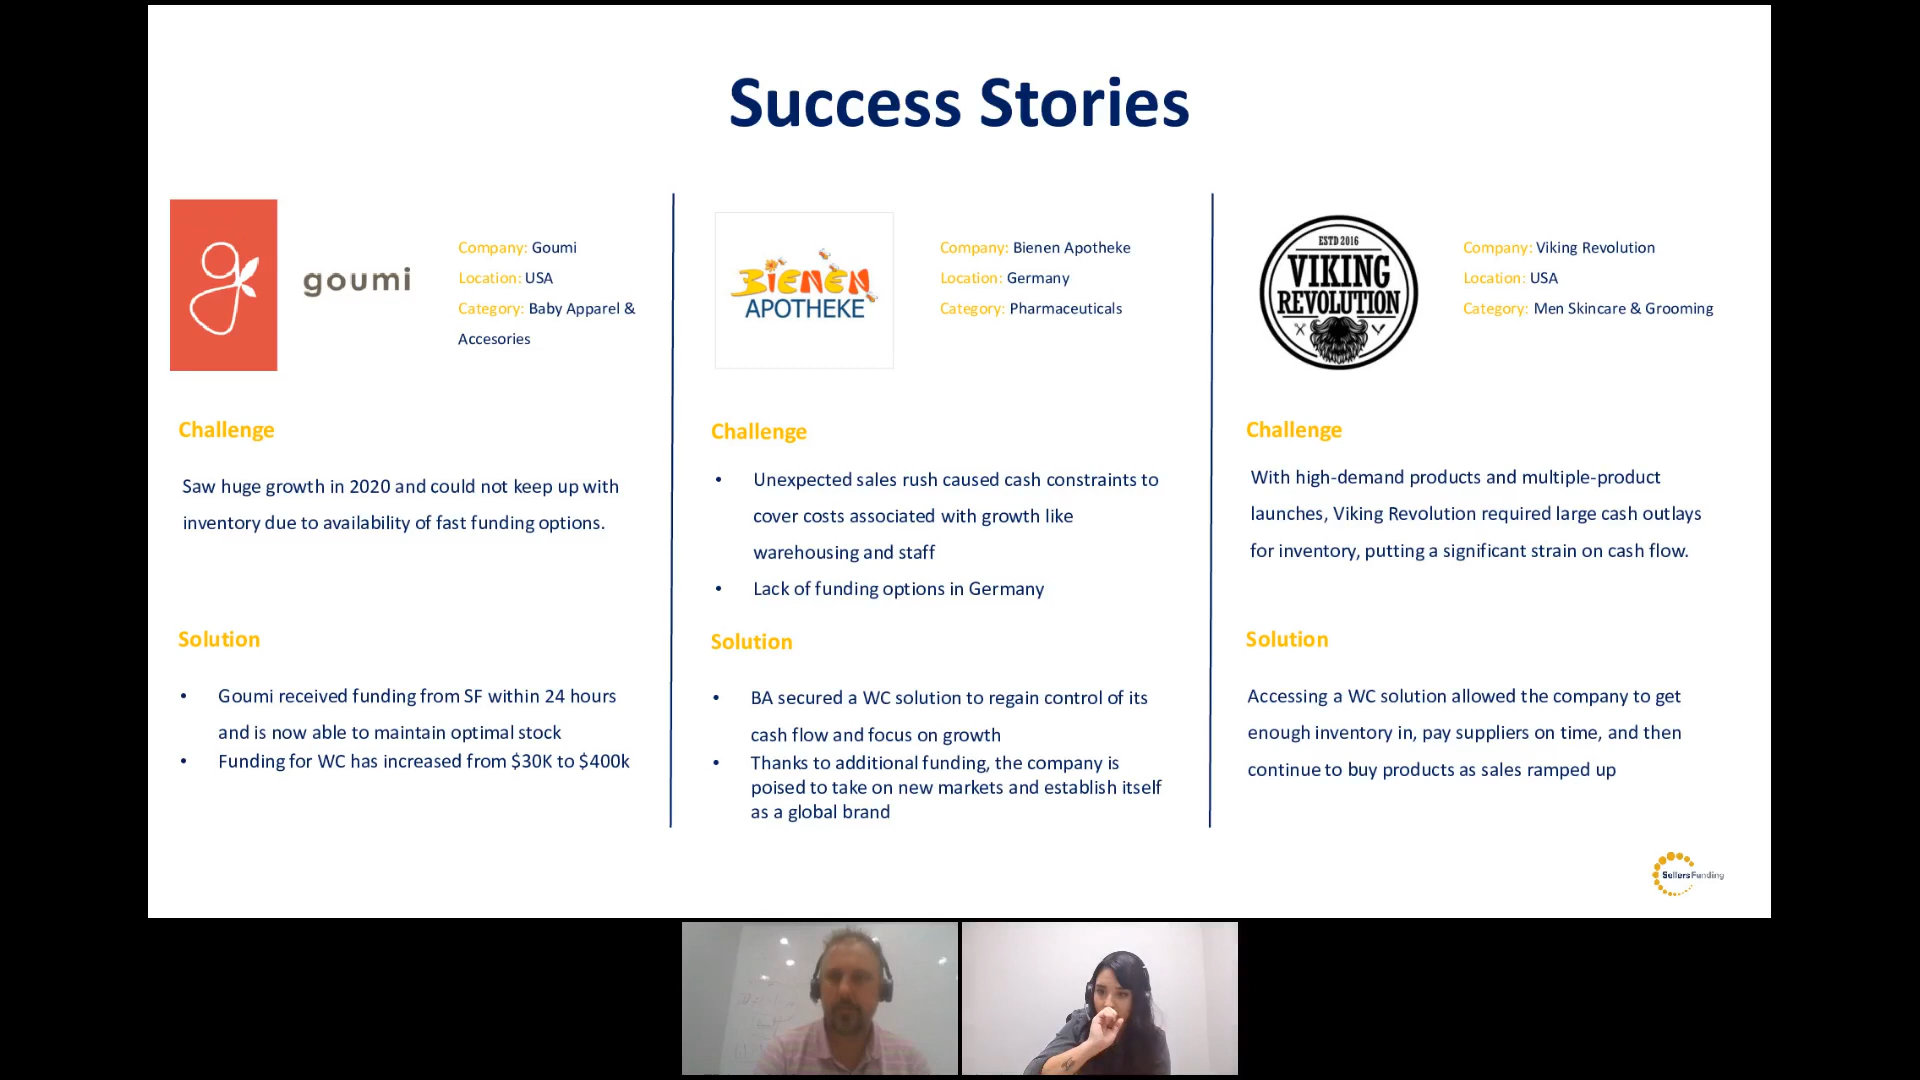 Success Stories
goumi
Company: Goumi
Location: USA
Category: Baby Apparel &
Accesories
Challenge
Saw huge growth in 2020 and could not keep up with
inventory due to availability of fast funding options.
Solution
• Goumi received funding from SF within 24 hours
and is now able to maintain optimal stock
• Funding for WC has increased from $30K to $400k
BIENEN
APOTHEKE
Company: Bienen Apotheke
Location: Germany
Category: Pharmaceuticals
Challenge
• Unexpected sales rush caused cash constraints to
cover costs associated with growth like
warehousing and staff
• Lack of funding options in Germany
Solution
• BA secured a WC solution to regain control of its
cash flow and focus on growth
• Thanks to additional funding, the company is
poised to take on new markets and establish itself
as a global brand
ESTD 2016
VIKING
REVOLUTION
Company: Viking Revolution
Location: USA
Category: Men Skincare & Grooming
Challenge
With high-demand products and multiple-product
launches, Viking Revolution required large cash outlays
for inventory, putting a significant strain on cash flow.
Solution
Accessing a WC solution allowed the company to get
enough inventory in, pay suppliers on time, and then
continue to buy products as sales ramped up
SellersFunding